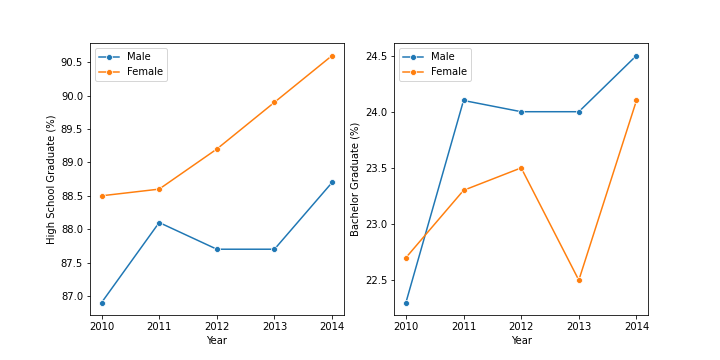 High School Graduate (%)
90.5
90.0
89.5
89.0
88.5
88.0
87.5
87.0
Male
Female
2010 2011 2012 2013 2014
Year
Bachelor Graduate (%)
24.5
24.0
23.5
23.0
22.5
Male
Female
2010 2011 2012 2013 2014
Year